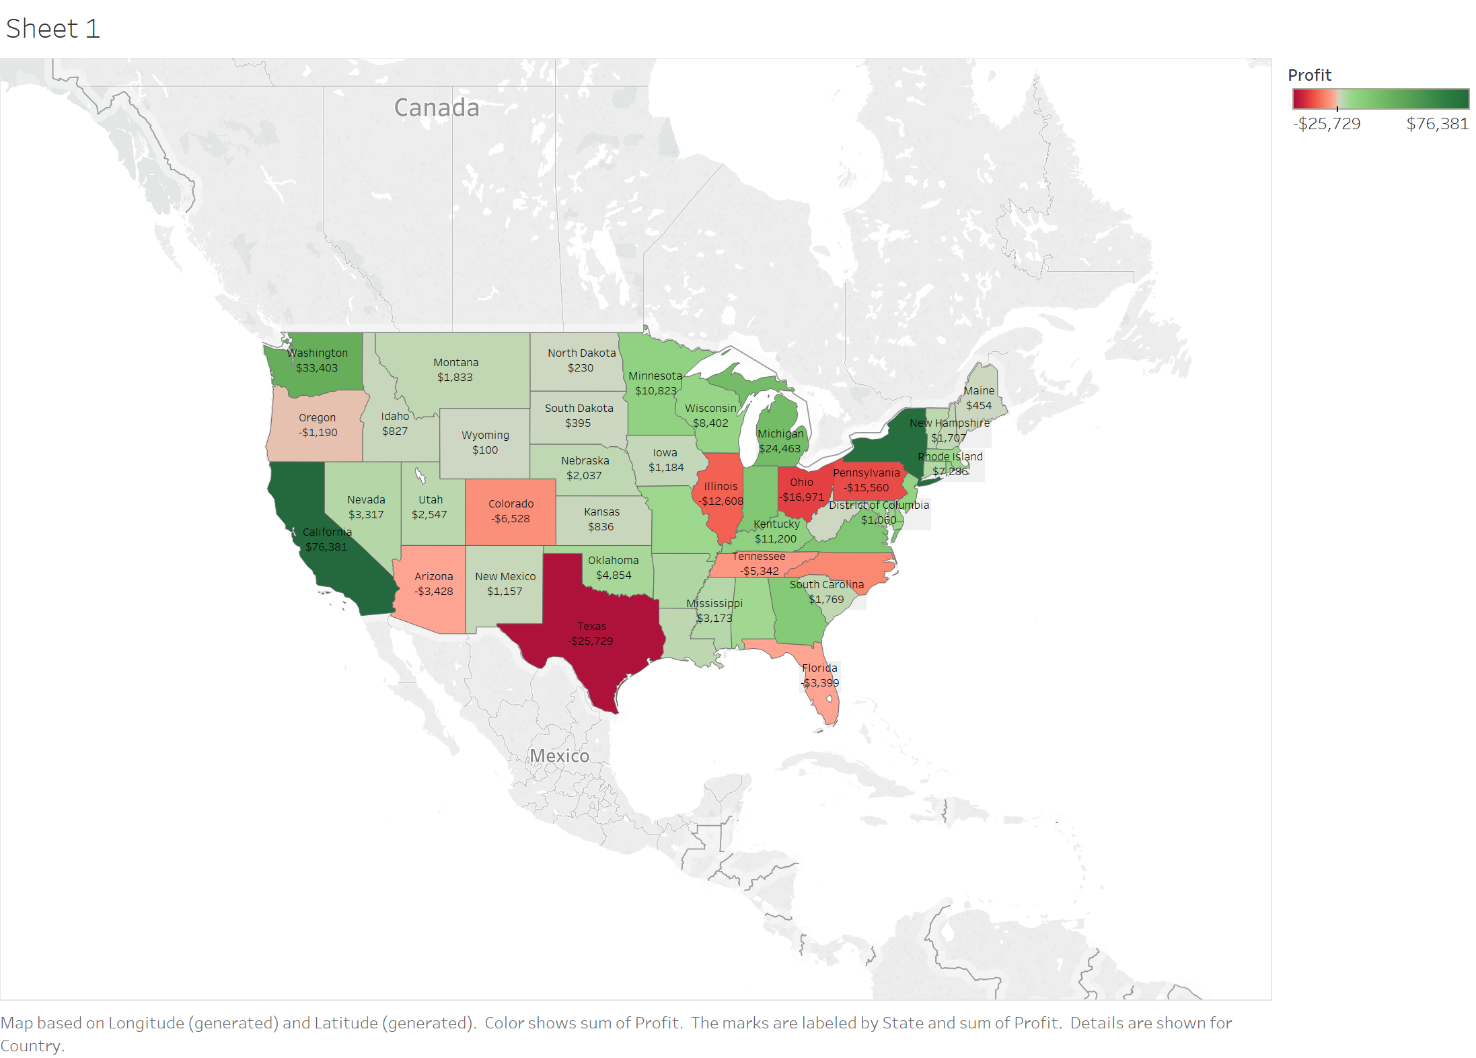 Sheet 1
Profit
-$25,729 $76,381
Canada
Washington
$33,403
Montana
$1,833
North Dakota
$230
Minnesota
$10,823
Maine
$454
Oregon
-$1,190
Idaho
$827
Wyoming
$100
South Dakota
$395
Wisconsin
$8,402
Michigan
$24,463
New Hampshire
$1,707
Rhode Island
$7,286
Nebraska
$2,037
Iowa
$1,184
Illinois
-$12,608
Ohio
-$16,971
Pennsylvania
-$15,560
Nevada
$3,317
Utah
$2,547
Colorado
-$6,528
Kansas
$836
District of Columbia
$1,060
California
$76,381
Kentucky
$11,200
Arizona
-$3,428
New Mexico
$1,157
Oklahoma
$4,854
Tennessee
-$5,342
South Carolina
$1,769
Mississippi
$3,173
Texas
-$25,729
Florida
-$3,399
Mexico
Map based on Longitude (generated) and Latitude (generated).  Color shows sum of Profit.  The marks are labeled by State and sum of Profit.  Details are shown for
Country.